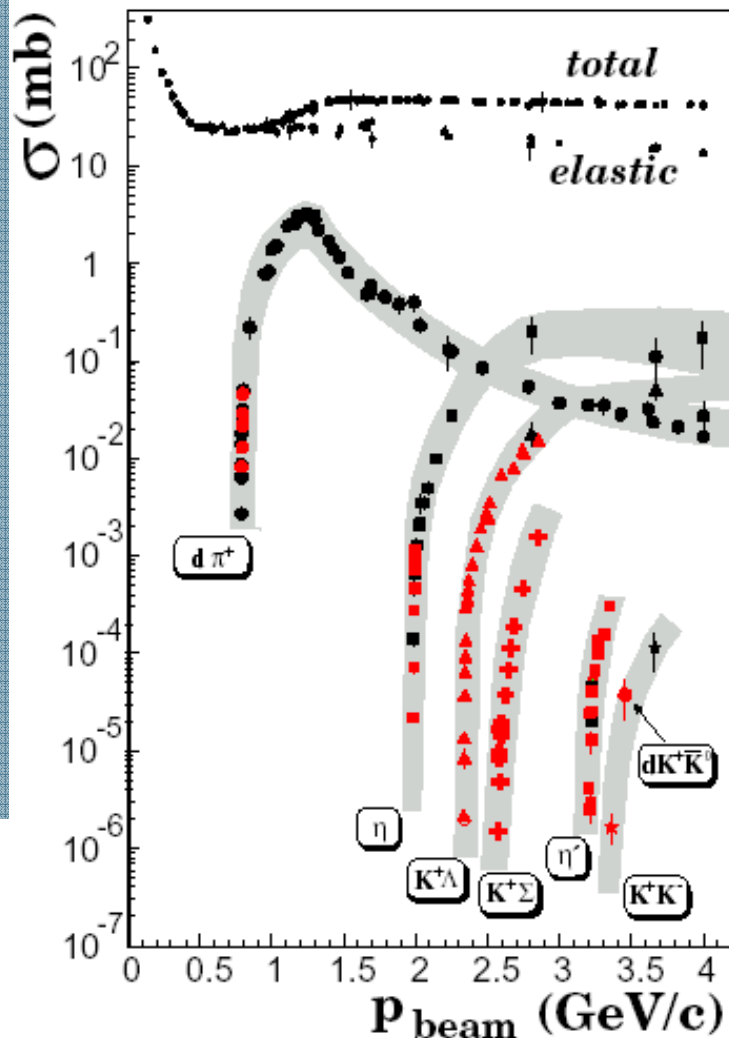 σ (mb)
total
elastic
10²
10
1
10⁻¹
10⁻²
10⁻³
10⁻⁴
10⁻⁵
10⁻⁶
10⁻⁷
d π⁺
η
K⁺Λ
K⁺Σ
η′
dK⁺K̅⁰
K⁺K⁻
0 0.5 1 1.5 2 2.5 3 3.5 4
p beam (GeV/c)